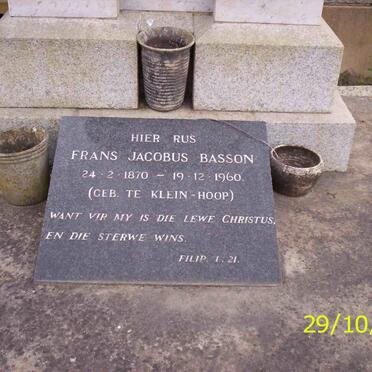 HIER RUS
FRANS JACOBUS BASSON
24-2-1870 - 19-12-1960.
(GEB. TE KLEIN-HOOP)
WANT VIR MY IS DIE LEWE CHRISTUS,
EN DIE STERWE WINS.
FILIP. 1. 21.
29/10/